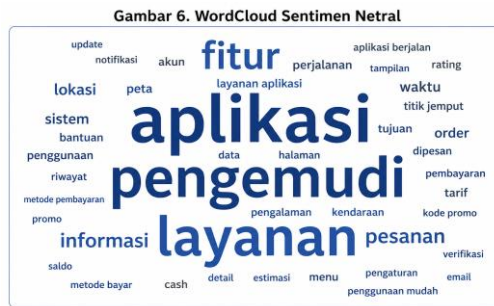 Gambar 6. WordCloud Sentimen Netral
update
notifikasi
akun
fitur
perjalanan
aplikasi berjalan
tampilan
rating
lokasi
peta
layanan aplikasi
waktu
titik jemput
sistem
bantuan
aplikasi
tujuan
order
penggunaan
data
halaman
dipesan
riwayat
pengemudi
pembayaran
tarif
metode pembayaran
promo
pengalaman
kendaraan
kode promo
informasi
layanan
pesanan
verifikasi
saldo
metode bayar
cash
detail
estimasi
menu
pengaturan
email
penggunaan mudah